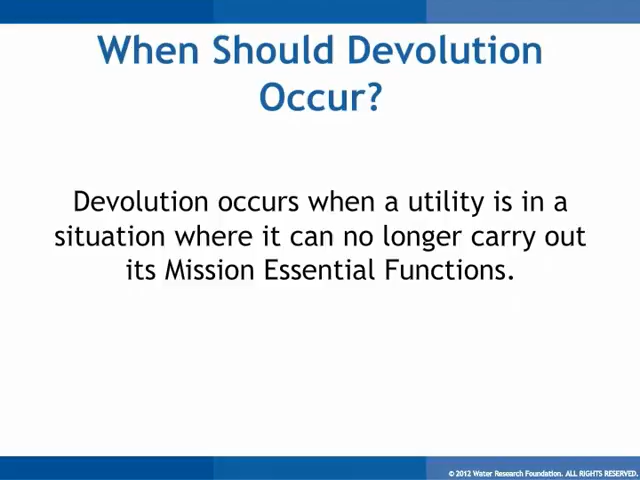 When Should Devolution
Occur?
Devolution occurs when a utility is in a
situation where it can no longer carry out
its Mission Essential Functions.
© 2012 Water Research Foundation. ALL RIGHTS RESERVED.